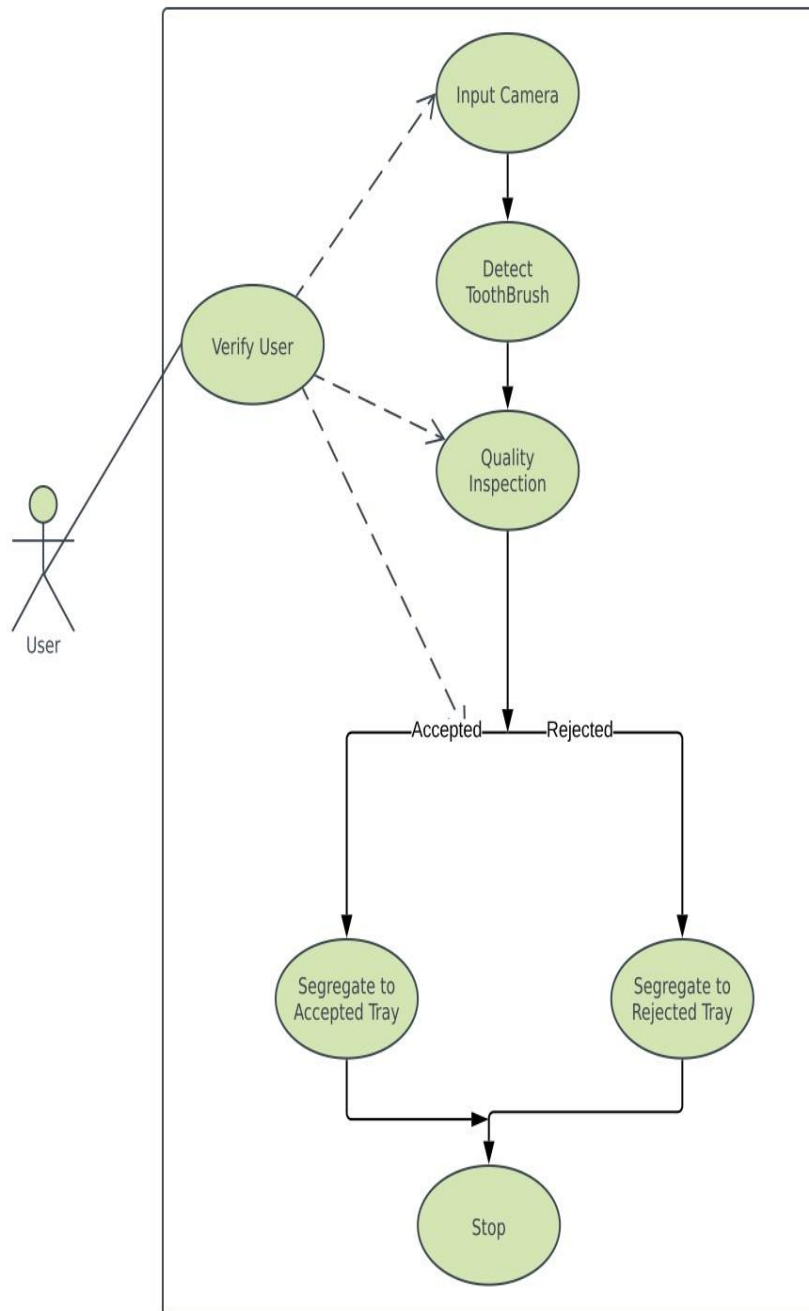 Input Camera
Detect
ToothBrush
Verify User
Quality
Inspection
User
Accepted
Rejected
Segregate to
Accepted Tray
Segregate to
Rejected Tray
Stop